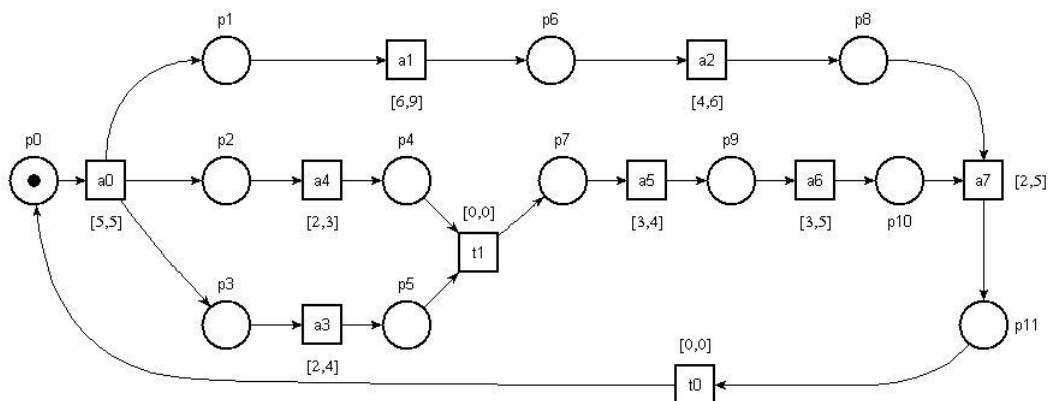 p1
p6
p8
a1
a2
[6,9]
[4,6]
p0
p2
p4
p7
p9
a0
a4
a5
a6
a7
[2,5]
[5,5]
[2,3]
[0,0]
[3,4]
[3,5]
p10
t1
p3
p5
a3
p11
[2,4]
[0,0]
t0